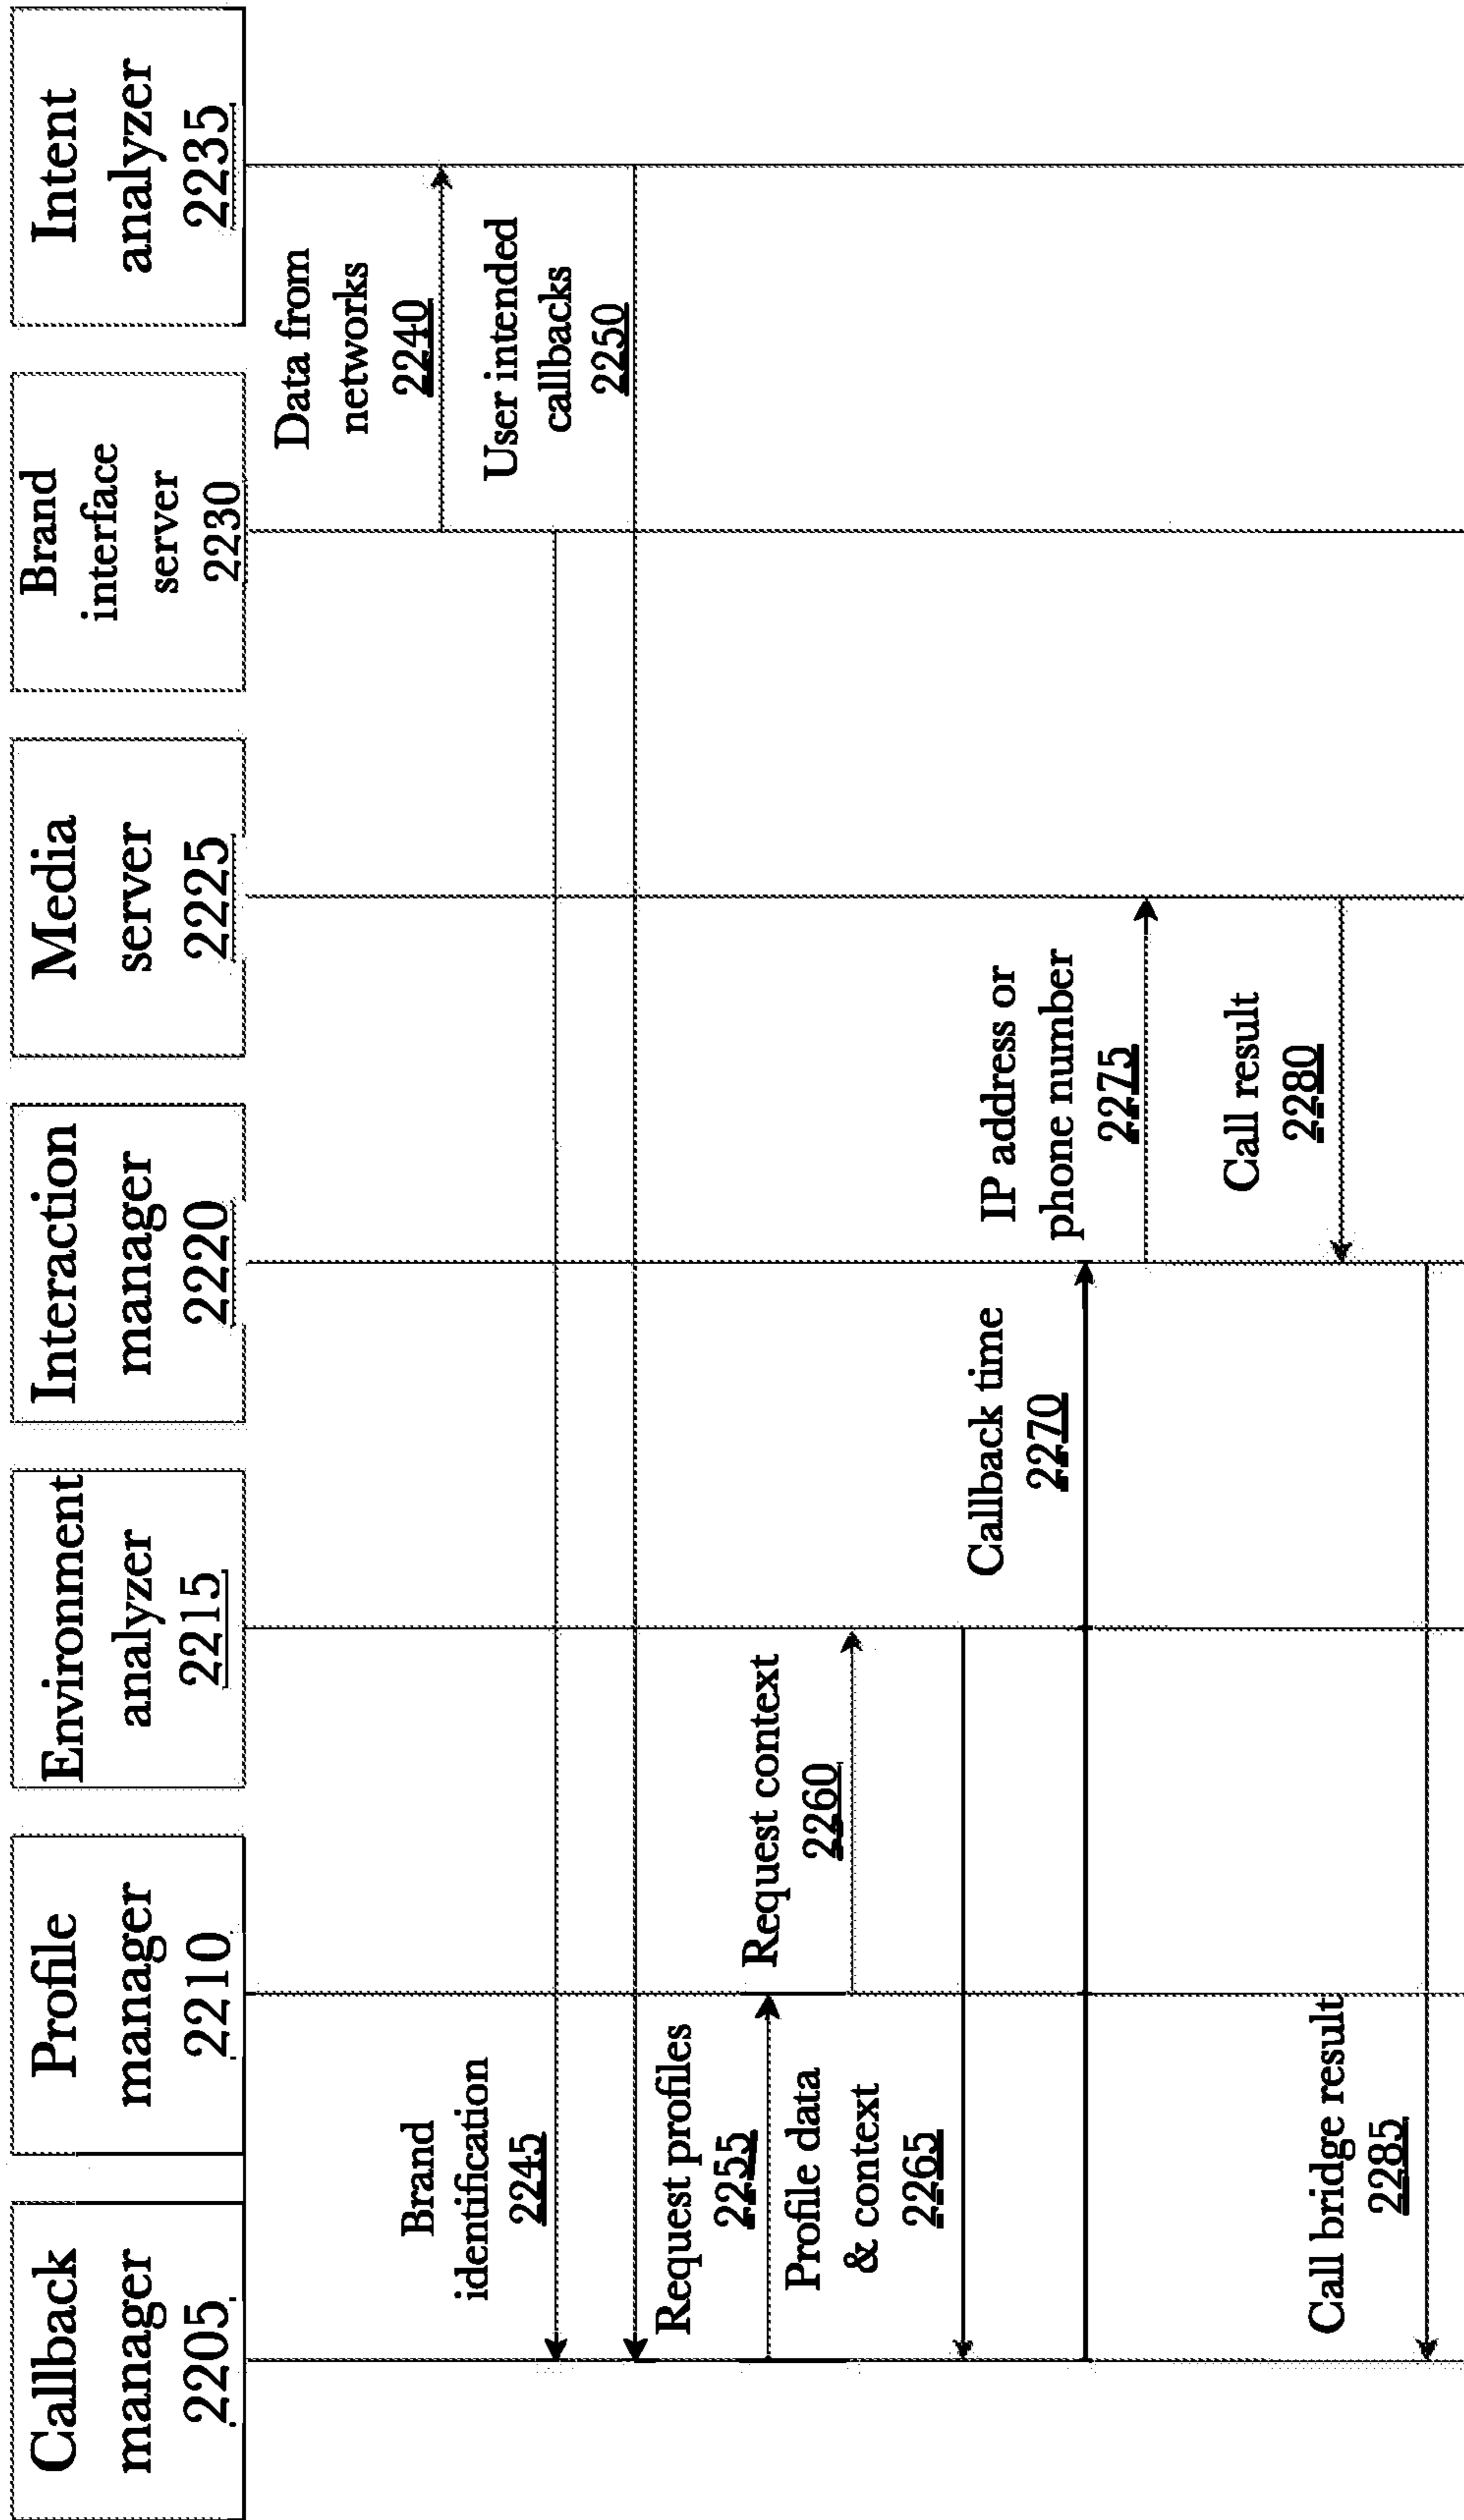 Callback
manager
2205
Profile
manager
2210
Environment
analyzer
2215
Interaction
manager
2220
Media
server
2225
Brand
interface
server
2230
Intent
analyzer
2235
Data from
networks
2240
Brand
identification
2245
User intended
callbacks
2250
Request profiles
2255
Request context
2260
Profile data
& context
2265
Callback time
2270
IP address or
phone number
2275
Call result
2280
Call bridge result
2285